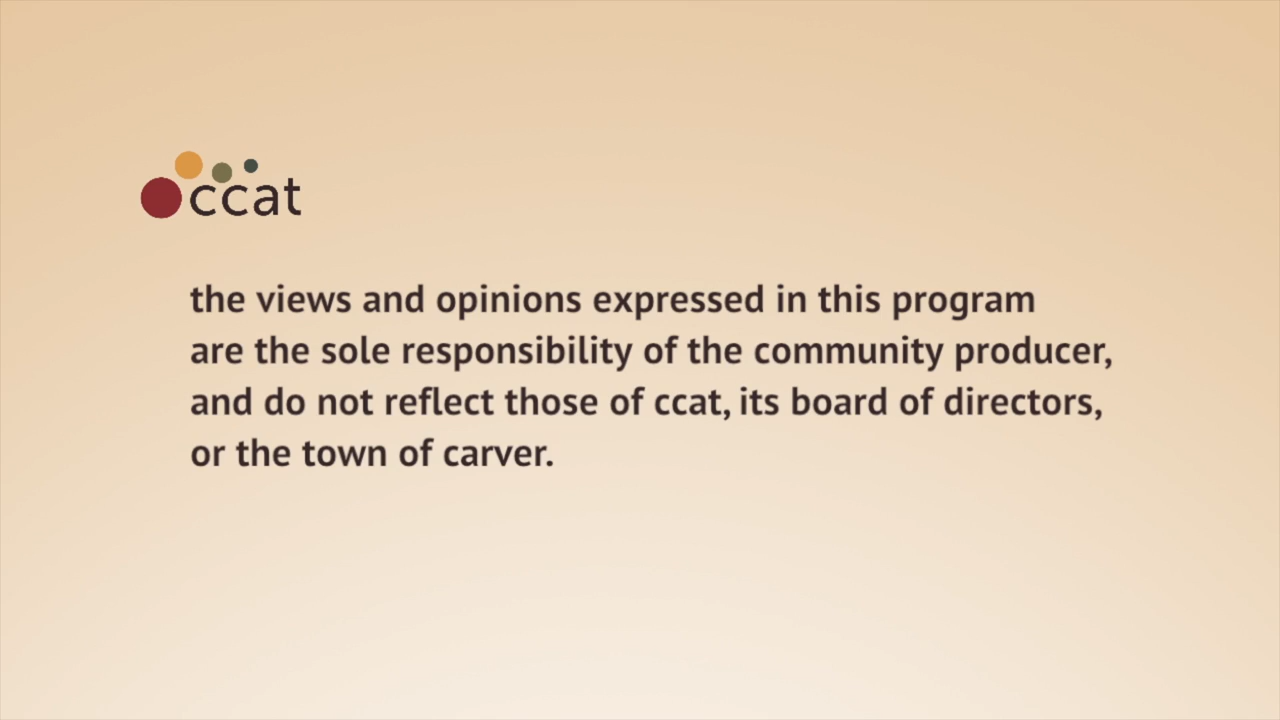 ccat
the views and opinions expressed in this program
are the sole responsibility of the community producer,
and do not reflect those of ccat, its board of directors,
or the town of carver.